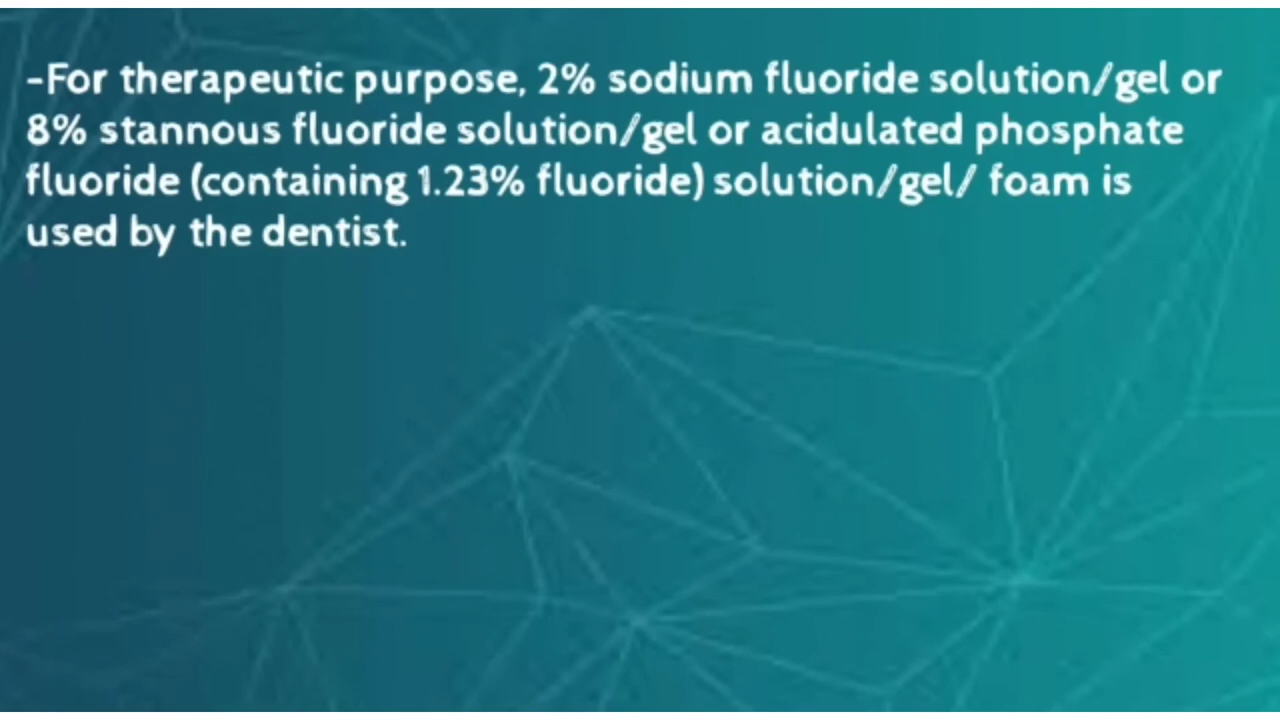 -For therapeutic purpose, 2% sodium fluoride solution/gel or
8% stannous fluoride solution/gel or acidulated phosphate
fluoride (containing 1.23% fluoride) solution/gel/ foam is
used by the dentist.